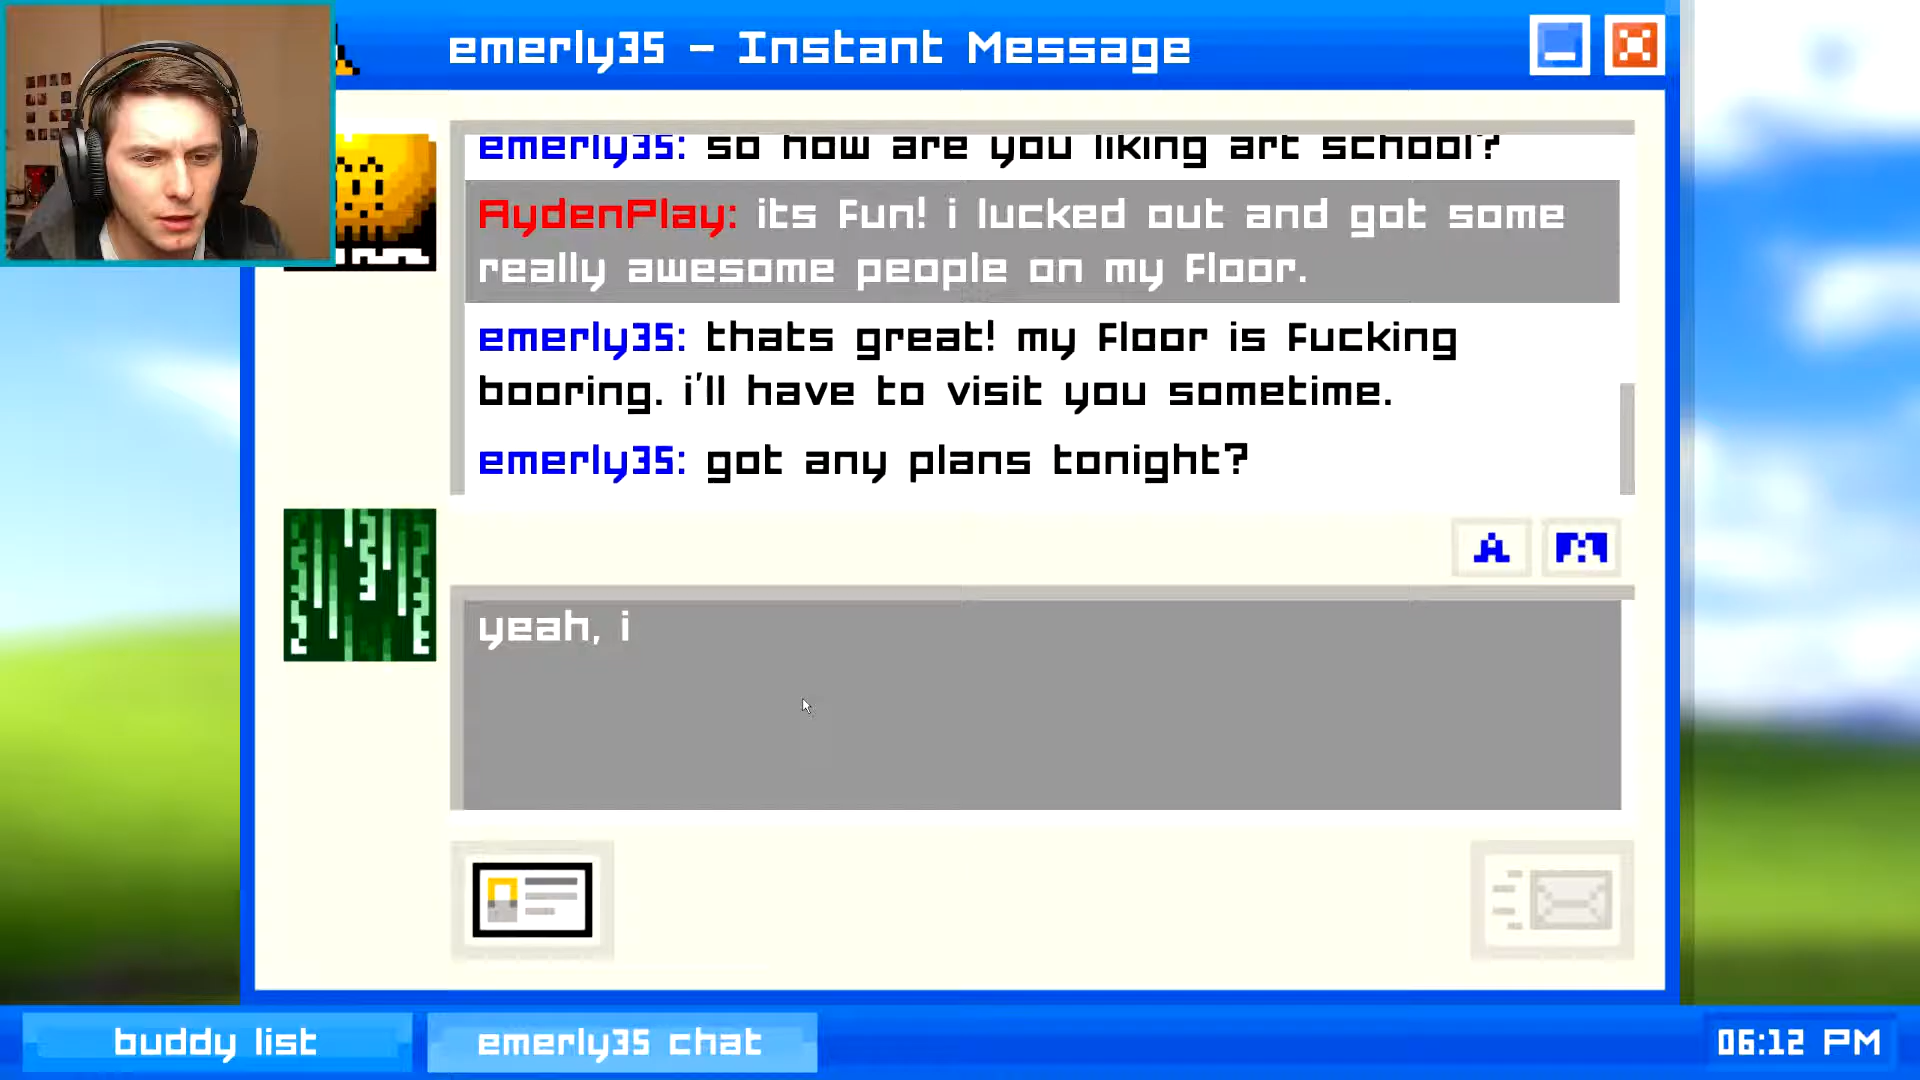 emerly35 - Instant Message
emerly35: so how are you liking art school?
AydenPlay: its fun! i lucked out and got some
really awesome people on my floor.
emerly35: thats great! my floor is fucking
booring. i'll have to visit you sometime.
emerly35: got any plans tonight?
A
yeah, i
buddy list
emerly35 chat
06:12 PM